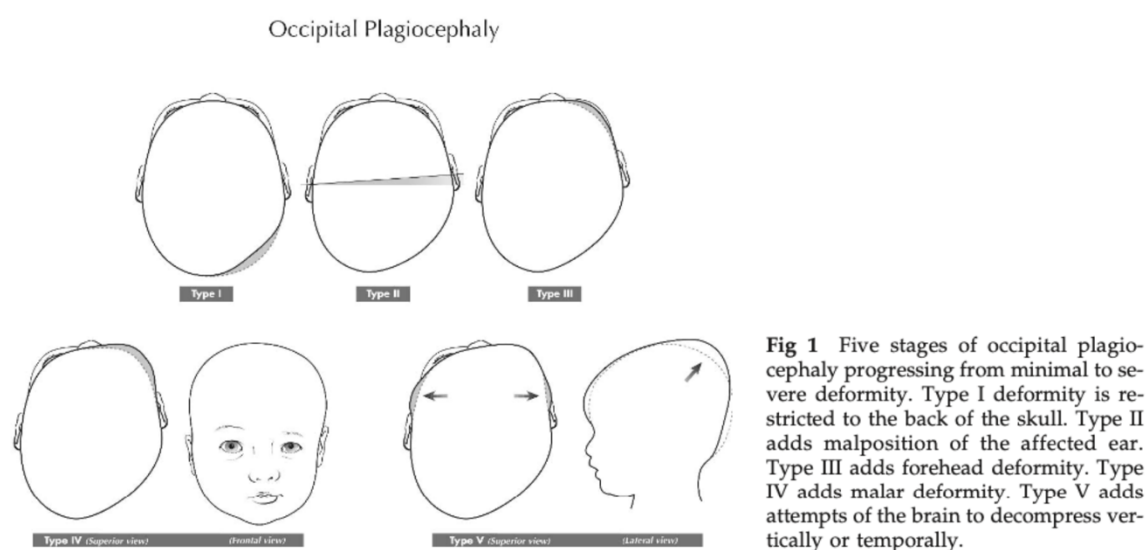 Occipital Plagiocephaly
Type I
Type II
Type III
Type IV (Superior view)
(Frontal view)
Type V (Superior view)
(Lateral view)
Fig 1 Five stages of occipital plagio-
cephaly progressing from minimal to se-
vere deformity. Type I deformity is re-
stricted to the back of the skull. Type II
adds malposition of the affected ear.
Type III adds forehead deformity. Type
IV adds malar deformity. Type V adds
attempts of the brain to decompress ver-
tically or temporally.